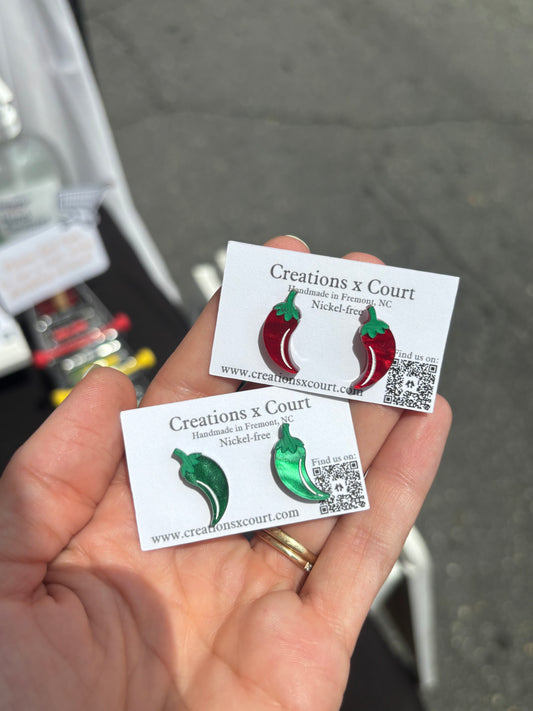 Creations x Court
Handmade in Fremont, NC
Nickel-free
Find us on:
www.creationsxcourt.com
Creations x Court
Handmade in Fremont, NC
Nickel-free
Find us on:
www.creationsxcourt.com